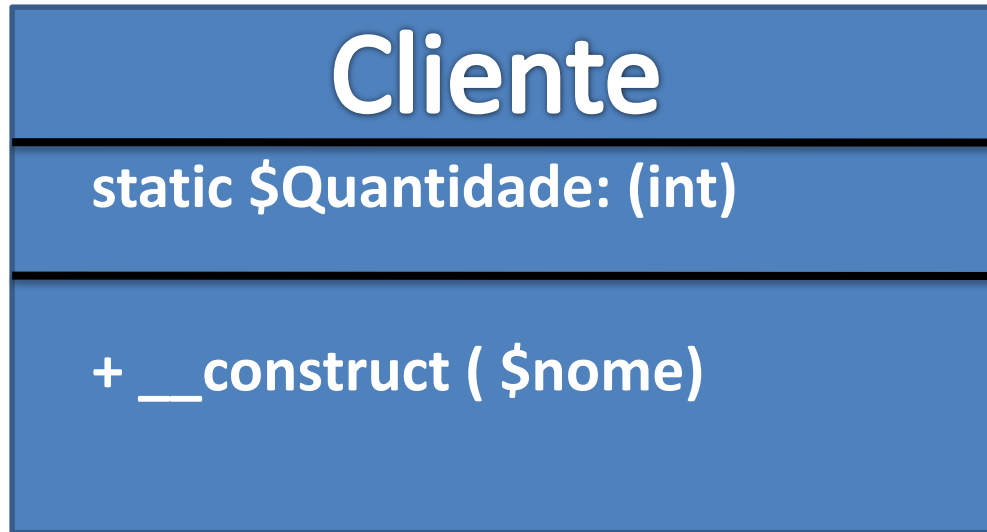 Cliente
static $Quantidade: (int)
+ __construct ( $nome)